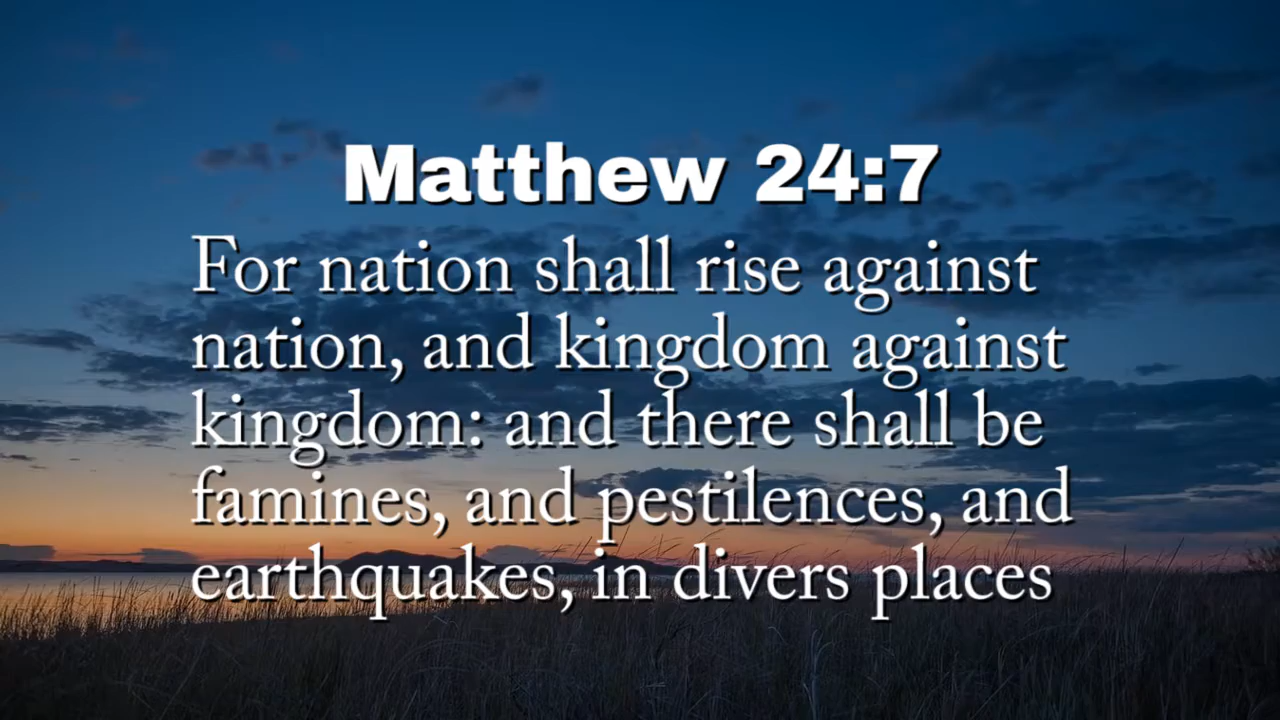 Matthew 24:7
For nation shall rise against
nation, and kingdom against
kingdom: and there shall be
famines, and pestilences, and
earthquakes, in divers places